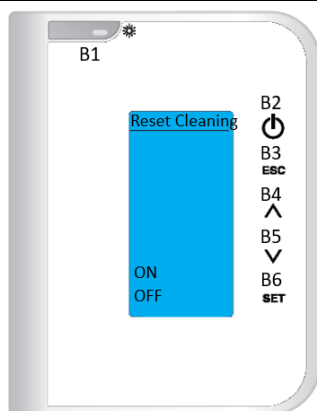 B1
B2
Reset Cleaning
B3
ESC
B4
B5
ON
B6
OFF
SET